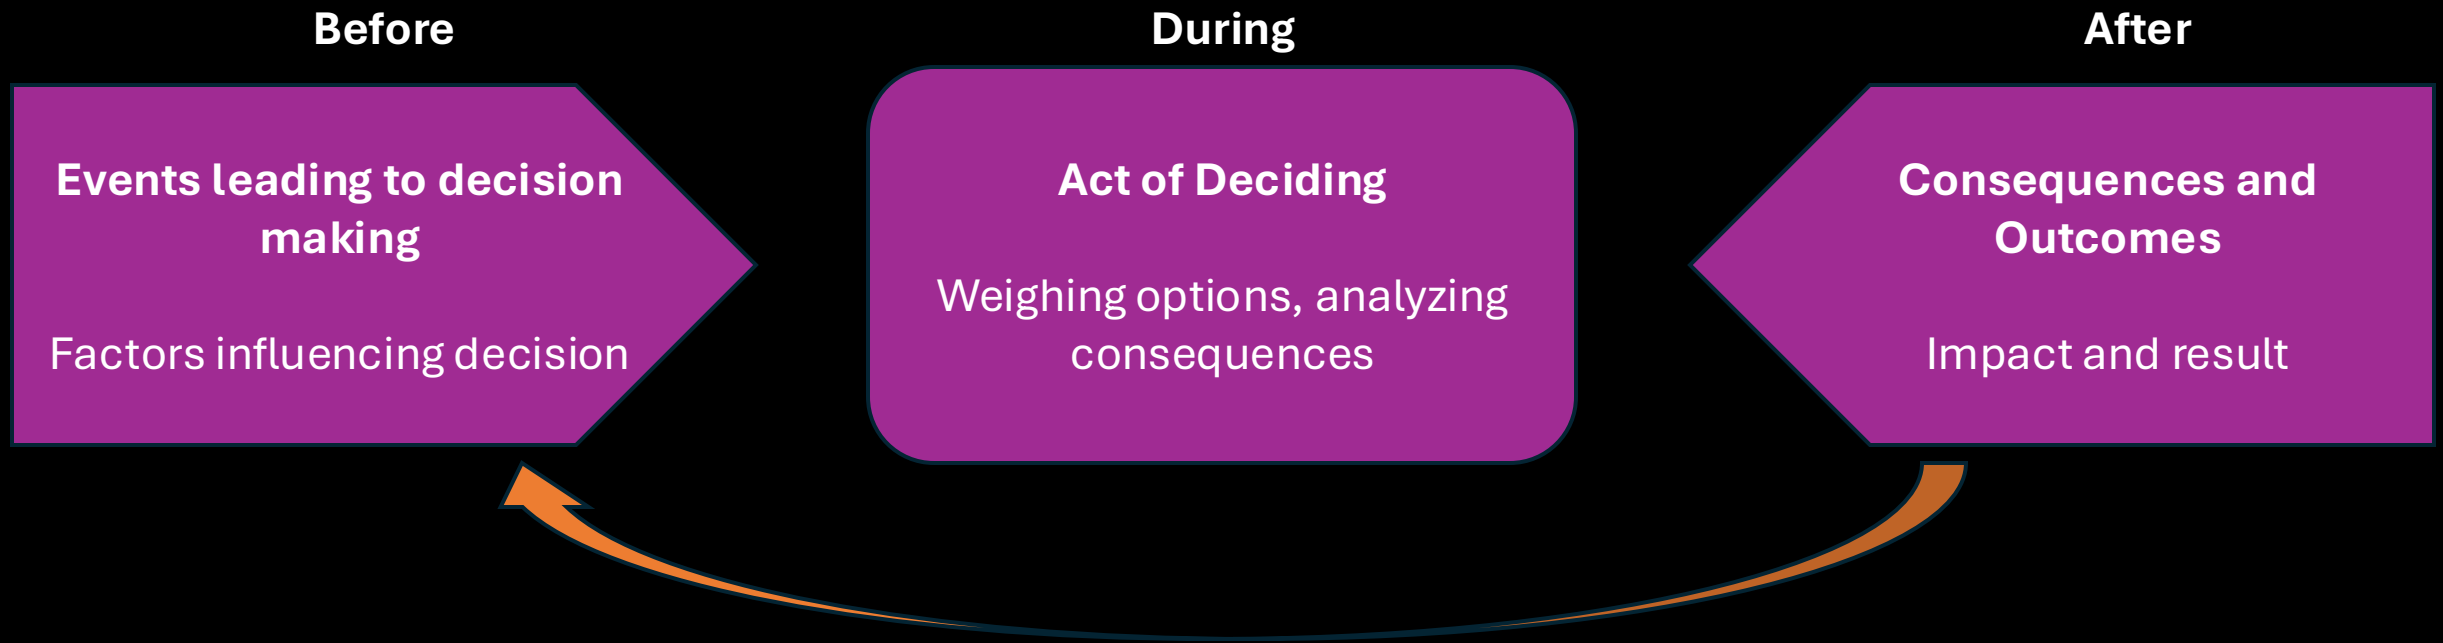 Before
Events leading to decision
making
Factors influencing decision
During
Act of Deciding
Weighing options, analyzing
consequences
After
Consequences and
Outcomes
Impact and result